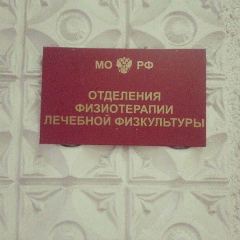 МО РФ
ОТДЕЛЕНИЯ
ФИЗИОТЕРАПИИ
ЛЕЧЕБНОЙ ФИЗКУЛЬТУРЫ